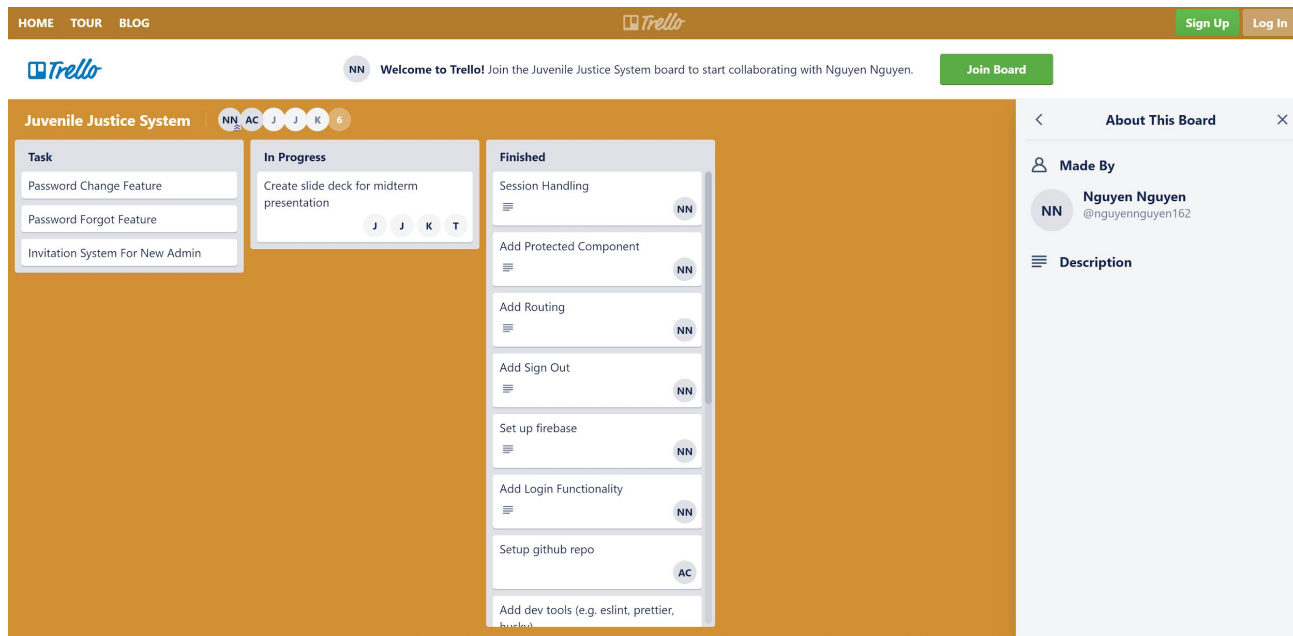 HOME TOUR BLOG
Trello
Sign Up Log In
Trello
NN Welcome to Trello! Join the Juvenile Justice System board to start collaborating with Nguyen Nguyen.
Join Board
Juvenile Justice System
NN AC J J K 6
Task
Password Change Feature
Password Forgot Feature
Invitation System For New Admin
In Progress
Create slide deck for midterm
presentation
J J K T
Finished
Session Handling
NN
Add Protected Component
NN
Add Routing
NN
Add Sign Out
NN
Set up firebase
NN
Add Login Functionality
NN
Setup github repo
AC
Add dev tools (e.g. eslint, prettier,
husky)
About This Board
Made By
NN
Nguyen Nguyen
@nguyennguyen162
Description